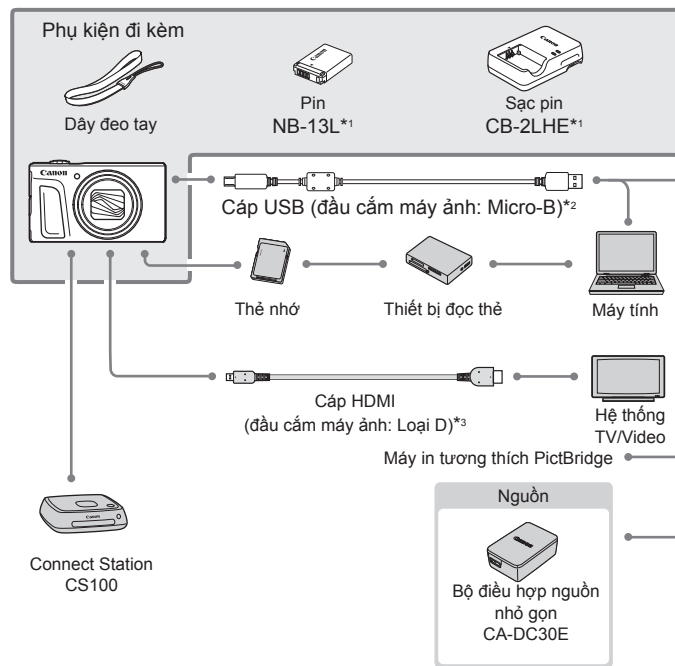 Phụ kiện đi kèm
Dây đeo tay
Pin
NB-13L*1
Sạc pin
CB-2LHE*1
Canon
Cáp USB (đầu cắm máy ảnh: Micro-B)*2
Thẻ nhớ
Thiết bị đọc thẻ
Máy tính
Cáp HDMI
(đầu cắm máy ảnh: Loại D)*3
Hệ thống
TV/Video
Máy in tương thích PictBridge
Nguồn
Canon
Connect Station
CS100
Canon
Bộ điều hợp nguồn
nhỏ gọn
CA-DC30E